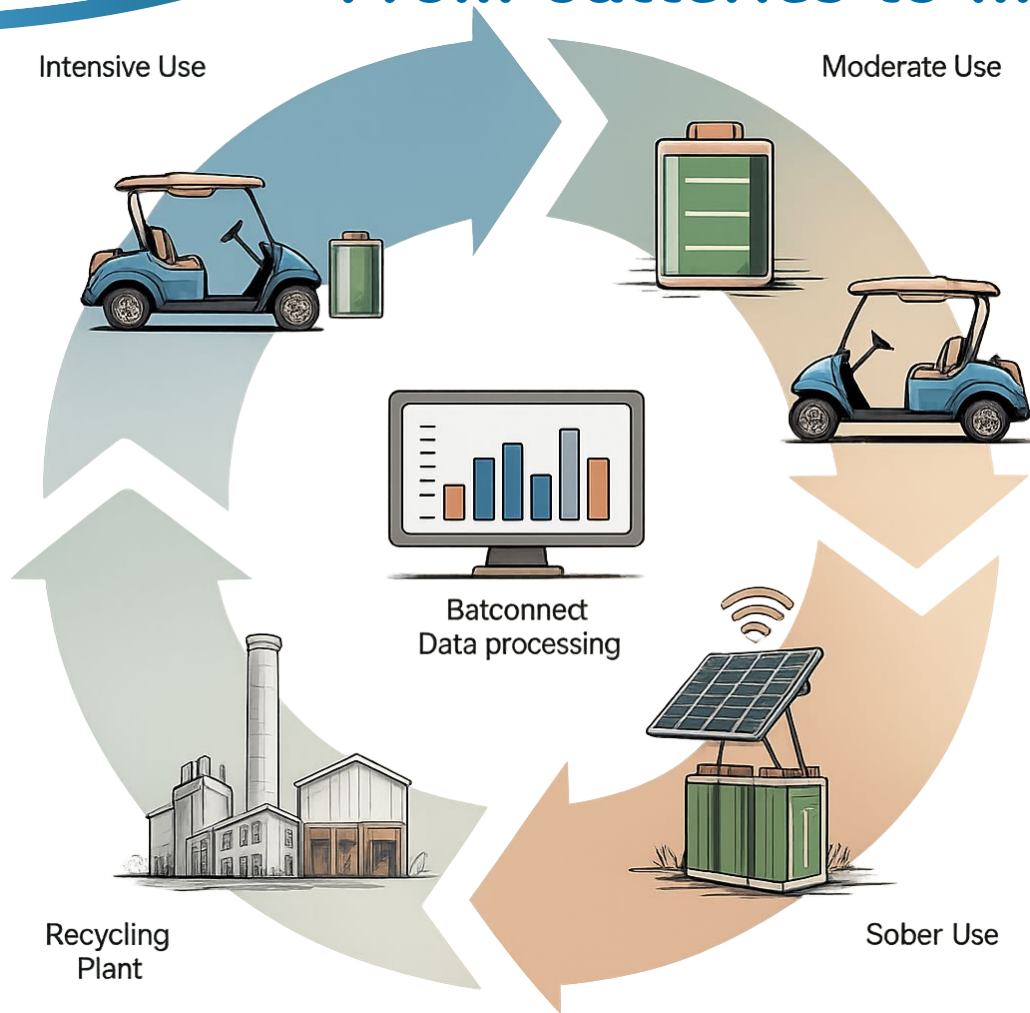 Intensive Use
Moderate Use
Batconnect
Data processing
Recycling
Plant
Sober Use